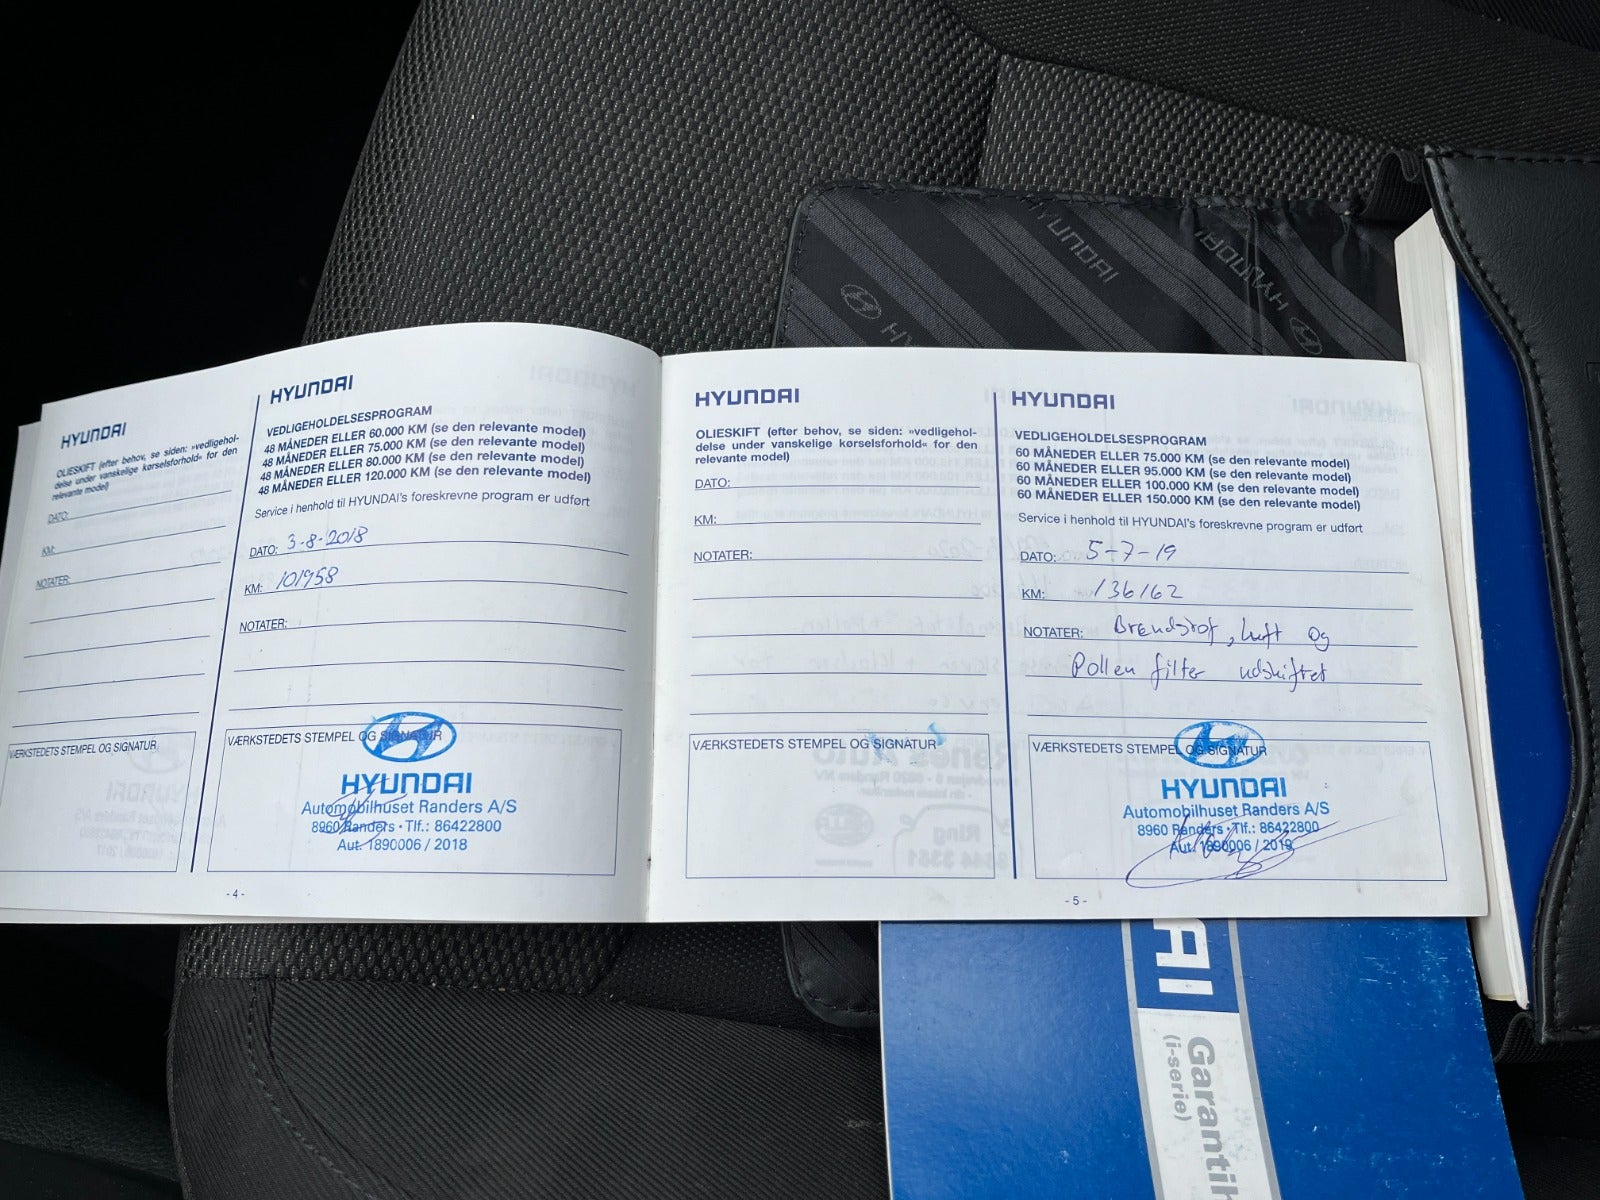 HYUNDAI
OLIESKIFT (efter behov, se siden: »vedligehol-
delse under vanskelige kørselsforhold« for den
relevante model)
DATO:
KM:
NOTATER:
VÆRKSTEDETS STEMPEL OG SIGNATUR
HYUNDAI
VEDLIGEHOLDELSESPROGRAM
48 MÅNEDER ELLER 60.000 KM (se den relevante model)
48 MÅNEDER ELLER 75.000 KM (se den relevante model)
48 MÅNEDER ELLER 80.000 KM (se den relevante model)
48 MÅNEDER ELLER 120.000 KM (se den relevante model)
Service i henhold til HYUNDAI's foreskrevne program er udført
DATO: 3-8-2018
KM: 101958
NOTATER:
VÆRKSTEDETS STEMPEL OG SIGNATUR
HYUNDAI
Automobilhuset Randers A/S
8960 Randers · Tlf.: 86422800
Aut. 1890006 / 2018
- 4 -
HYUNDAI
OLIESKIFT (efter behov, se siden: »vedligehol-
delse under vanskelige kørselsforhold« for den
relevante model)
DATO:
KM:
NOTATER:
VÆRKSTEDETS STEMPEL OG SIGNATUR
HYUNDAI
VEDLIGEHOLDELSESPROGRAM
60 MÅNEDER ELLER 75.000 KM (se den relevante model)
60 MÅNEDER ELLER 95.000 KM (se den relevante model)
60 MÅNEDER ELLER 100.000 KM (se den relevante model)
60 MÅNEDER ELLER 150.000 KM (se den relevante model)
Service i henhold til HYUNDAI's foreskrevne program er udført
DATO: 5-7-19
KM: 136162
NOTATER: Brændstof, luft og
Pollen filter udskiftet
VÆRKSTEDETS STEMPEL OG SIGNATUR
HYUNDAI
Automobilhuset Randers A/S
8960 Randers · Tlf.: 86422800
Aut. 1890006 / 2019
- 5 -
HYUNDAI
HYUNDAI
AI
Garantih
(i-serie)